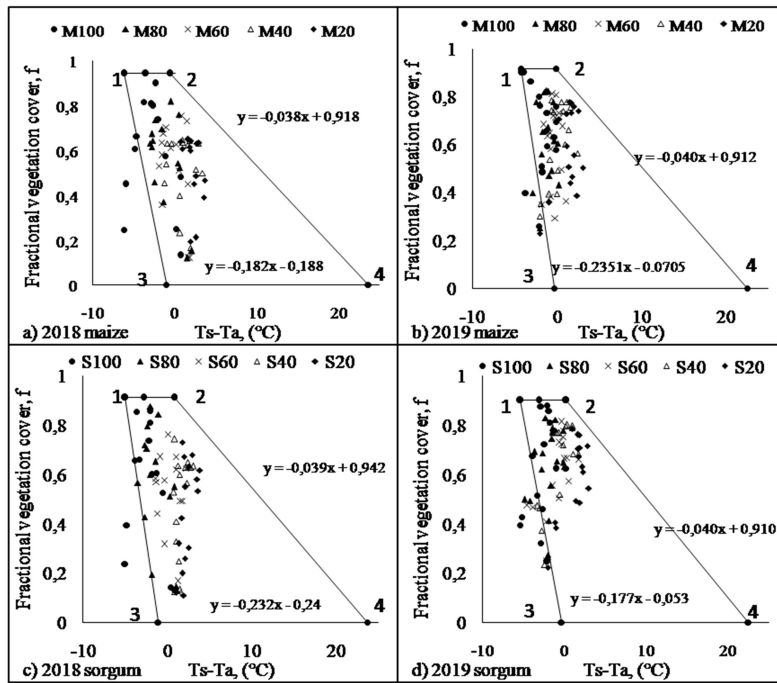 ● M100 ▲ M80 × M60 △ M40 ◆ M20
Fractional vegetation cover, f
1
0,8
0,6
0,4
0,2
0
1
2
3
4
y = -0,038x + 0,918
y = -0,182x - 0,188
-10
0
10
20
a) 2018 maize
Ts-Ta, (°C)
● M100 ▲ M80 × M60 △ M40 ◆ M20
Fractional vegetation cover, f
1
0,8
0,6
0,4
0,2
0
1
2
3
4
y = -0,040x + 0,912
y = -0.2351x - 0.0705
-10
0
10
20
b) 2019 maize
Ts-Ta, (°C)
● S100 ▲ S80 × S60 △ S40 ◆ S20
Fractional vegetation cover, f
1
0,8
0,6
0,4
0,2
0
1
2
3
4
y = -0,039x + 0,942
y = -0,232x - 0,24
-10
0
10
20
c) 2018 sorgum
Ts-Ta, (°C)
● S100 ▲ S80 × S60 △ S40 ◆ S20
Fractional vegetation cover, f
1
0,8
0,6
0,4
0,2
0
1
2
3
4
y = -0,040x + 0,910
y = -0,177x - 0,053
-10
0
10
20
d) 2019 sorgum
Ts-Ta, (°C)